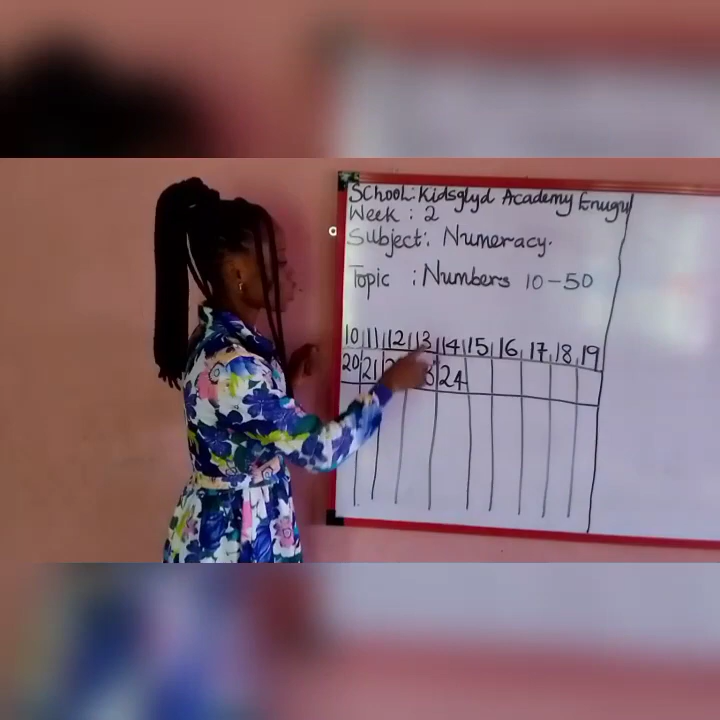 School: Kidsglyd Academy Enugu
Week : 2
Subject: Numeracy.
Topic : Numbers 10-50
10 11 12 13 14 15 16 17 18 19
20 21 24